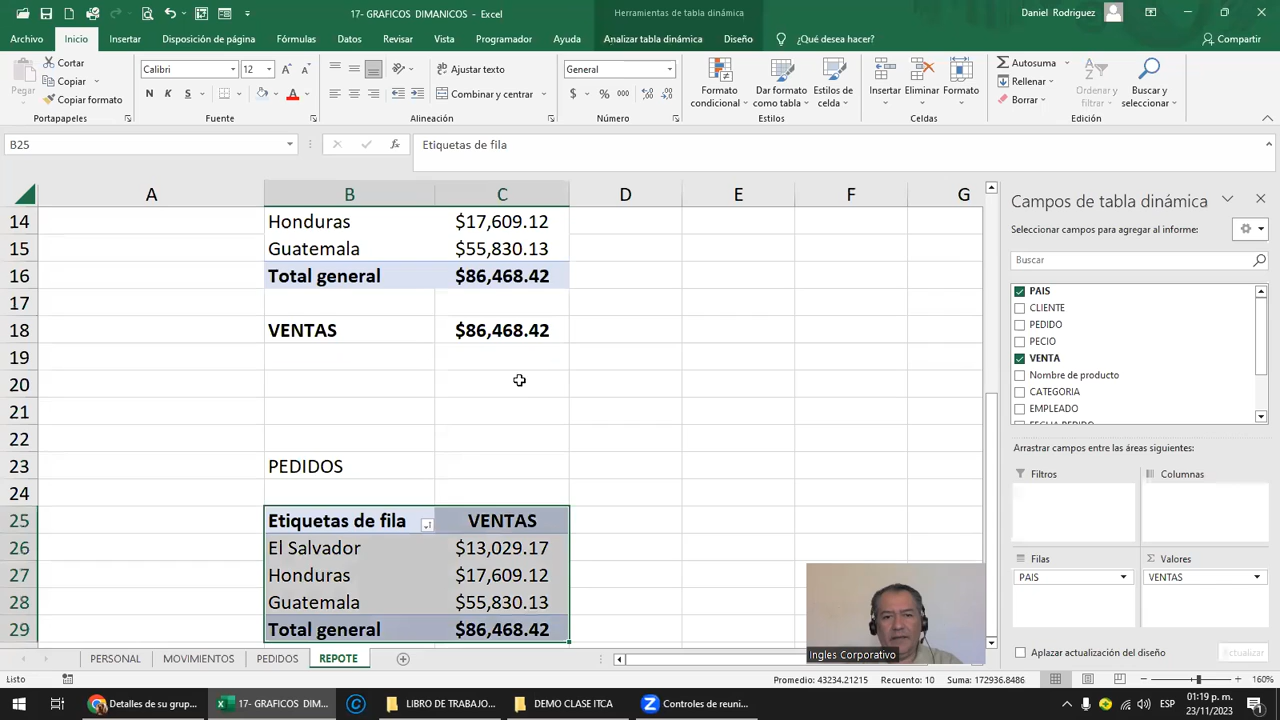 17- GRAFICOS DIMANICOS - Excel
Herramientas de tabla dinámica
Daniel Rodriguez
Archivo Inicio Insertar Disposición de página Fórmulas Datos Revisar Vista Programador Ayuda Analizar tabla dinámica Diseño ¿Qué desea hacer? Compartir
Pegar
Cortar
Copiar
Copiar formato
Portapapeles
Calibri 12
N K S
Fuente
Ajustar texto
Combinar y centrar
Alineación
General
$ % 000
Número
Formato condicional
Dar formato como tabla
Estilos de celda
Estilos
Insertar Eliminar Formato
Celdas
Autosuma
Rellenar
Borrar
Ordenar y filtrar
Buscar y seleccionar
Edición
B25 fx Etiquetas de fila
A B C D E F G
14 Honduras $17,609.12
15 Guatemala $55,830.13
16 Total general $86,468.42
17
18 VENTAS $86,468.42
19
20
21
22
23 PEDIDOS
24
25 Etiquetas de fila VENTAS
26 El Salvador $13,029.17
27 Honduras $17,609.12
28 Guatemala $55,830.13
29 Total general $86,468.42
Campos de tabla dinámica
Seleccionar campos para agregar al informe:
Buscar
PAIS
CLIENTE
PEDIDO
PECIO
VENTA
Nombre de producto
CATEGORIA
EMPLEADO
FECHA PEDIDO
Arrastrar campos entre las áreas siguientes:
Filtros Columnas
Filas Σ Valores
PAIS VENTAS
Aplazar actualización del diseño Actualizar
Ingles Corporativo
PERSONAL MOVIMIENTOS PEDIDOS REPOTE
Listo Promedio: 43234.21215 Recuento: 10 Suma: 172936.8486 160%
Detalles de su grup... 17- GRAFICOS DIM... LIBRO DE TRABAJO... DEMO CLASE ITCA Controles de reuni...
ESP
01:19 p. m.
23/11/2023